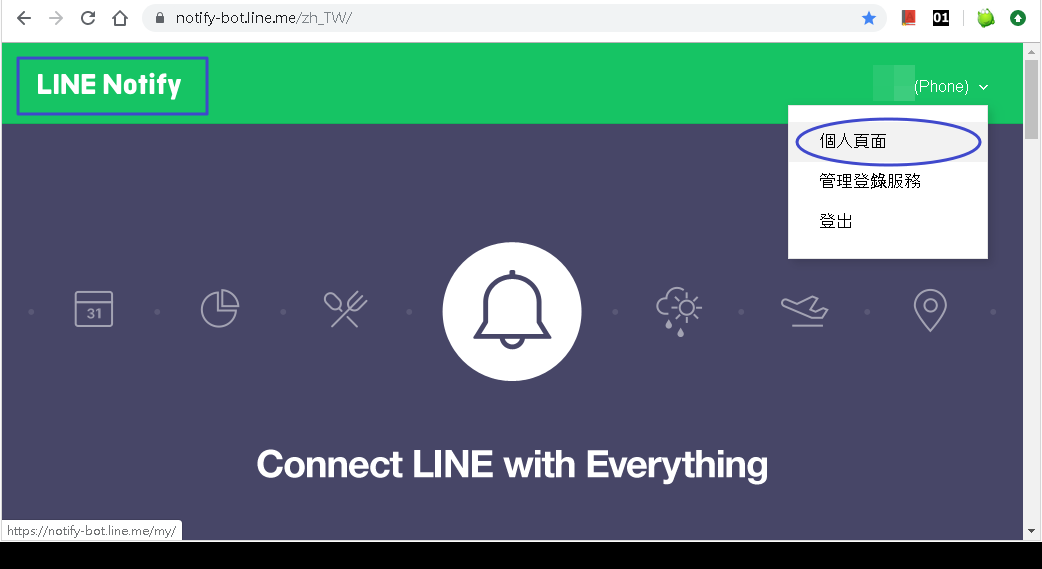 notify-bot.line.me/zh_TW/
01
LINE Notify
(Phone)
個人頁面
管理登錄服務
登出
31
Connect LINE with Everything
https://notify-bot.line.me/my/